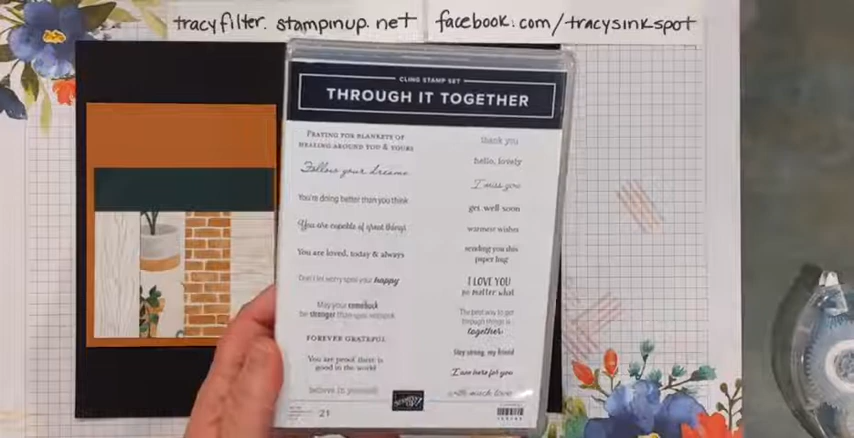 tracyfilter.stampinup.net facebook.com/tracysinkspot
CLING STAMP SET
THROUGH IT TOGETHER
PRAYING FOR BLANKETS OF
HEALING AROUND YOU & YOURS
Follow your dreams
You're doing better than you think
You are capable of great things
You are loved, today & always
Don't let worry steal your happy
May your comeback
be stronger than your setback
FOREVER GRATEFUL
You are proof there is
good in the world
believe in yourself
21
thank you
hello, lovely
I miss you
get well soon
warmest wishes
sending you this
paper hug
I LOVE YOU
no matter what
The best way to get
through things is
together
Stay strong, my friend
I am here for you
with much love
STAMPIN' UP!